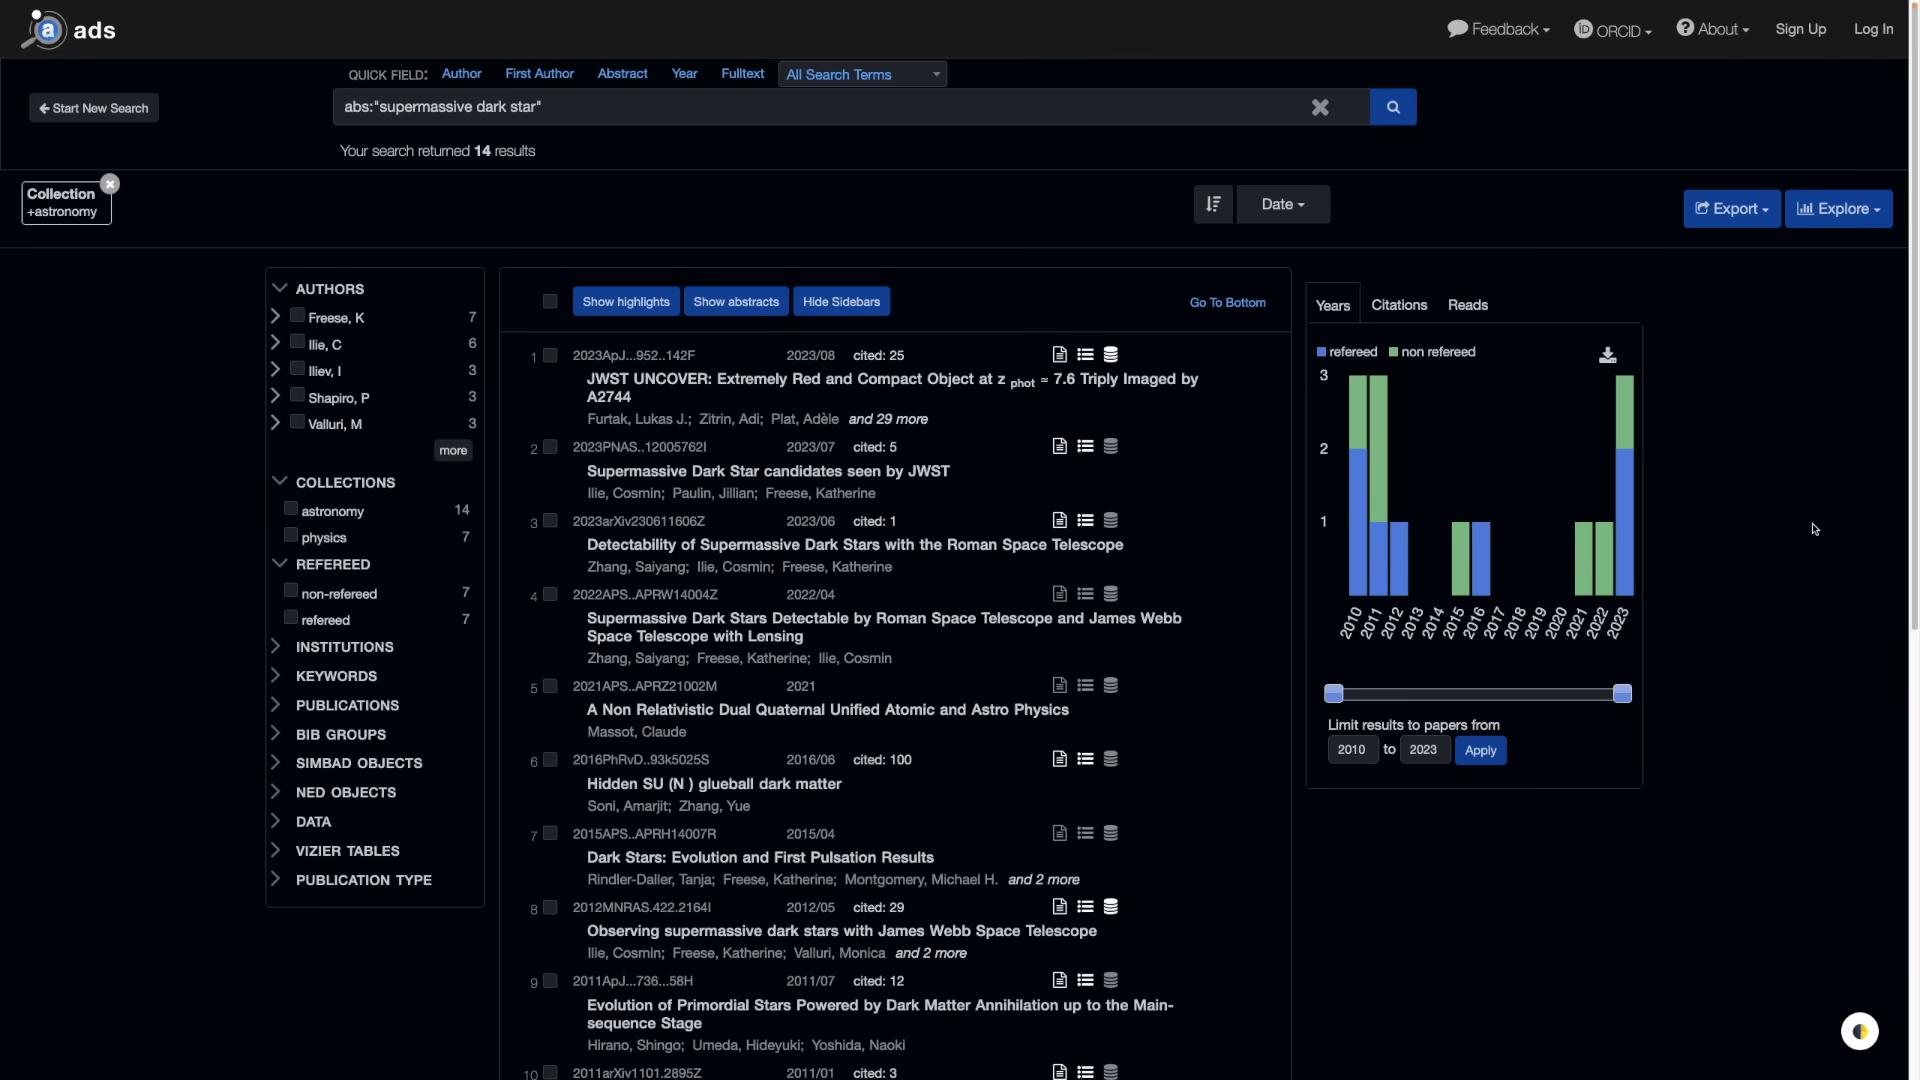 ads
Feedback
ORCID
About
Sign Up
Log In
QUICK FIELD: Author First Author Abstract Year Fulltext All Search Terms
Start New Search
abs:"supermassive dark star"
Your search returned 14 results
Collection
+astronomy
Date
Export
Explore
AUTHORS
Freese, K 7
Ilie, C 6
Iliev, I 3
Shapiro, P 3
Valluri, M 3
more
COLLECTIONS
astronomy 14
physics 7
REFEREED
non-refereed 7
refereed 7
INSTITUTIONS
KEYWORDS
PUBLICATIONS
BIB GROUPS
SIMBAD OBJECTS
NED OBJECTS
DATA
VIZIER TABLES
PUBLICATION TYPE
Show highlights Show abstracts Hide Sidebars Go To Bottom
1 2023ApJ...952..142F 2023/08 cited: 25
JWST UNCOVER: Extremely Red and Compact Object at z phot ≃ 7.6 Triply Imaged by
A2744
Furtak, Lukas J.; Zitrin, Adi; Plat, Adèle and 29 more
2 2023PNAS..12005762I 2023/07 cited: 5
Supermassive Dark Star candidates seen by JWST
Ilie, Cosmin; Paulin, Jillian; Freese, Katherine
3 2023arXiv230611606Z 2023/06 cited: 1
Detectability of Supermassive Dark Stars with the Roman Space Telescope
Zhang, Saiyang; Ilie, Cosmin; Freese, Katherine
4 2022APS..APRW14004Z 2022/04
Supermassive Dark Stars Detectable by Roman Space Telescope and James Webb
Space Telescope with Lensing
Zhang, Saiyang; Freese, Katherine; Ilie, Cosmin
5 2021APS..APRZ21002M 2021
A Non Relativistic Dual Quaternal Unified Atomic and Astro Physics
Massot, Claude
6 2016PhRvD..93k5025S 2016/06 cited: 100
Hidden SU (N ) glueball dark matter
Soni, Amarjit; Zhang, Yue
7 2015APS..APRH14007R 2015/04
Dark Stars: Evolution and First Pulsation Results
Rindler-Daller, Tanja; Freese, Katherine; Montgomery, Michael H. and 2 more
8 2012MNRAS.422.2164I 2012/05 cited: 29
Observing supermassive dark stars with James Webb Space Telescope
Ilie, Cosmin; Freese, Katherine; Valluri, Monica and 2 more
9 2011ApJ...736...58H 2011/07 cited: 12
Evolution of Primordial Stars Powered by Dark Matter Annihilation up to the Main-
sequence Stage
Hirano, Shingo; Umeda, Hideyuki; Yoshida, Naoki
10 2011arXiv1101.2895Z 2011/01 cited: 3
Years Citations Reads
refereed non refereed
3
2
1
2010 2011 2012 2013 2014 2015 2016 2017 2018 2019 2020 2021 2022 2023
Limit results to papers from
2010 to 2023 Apply